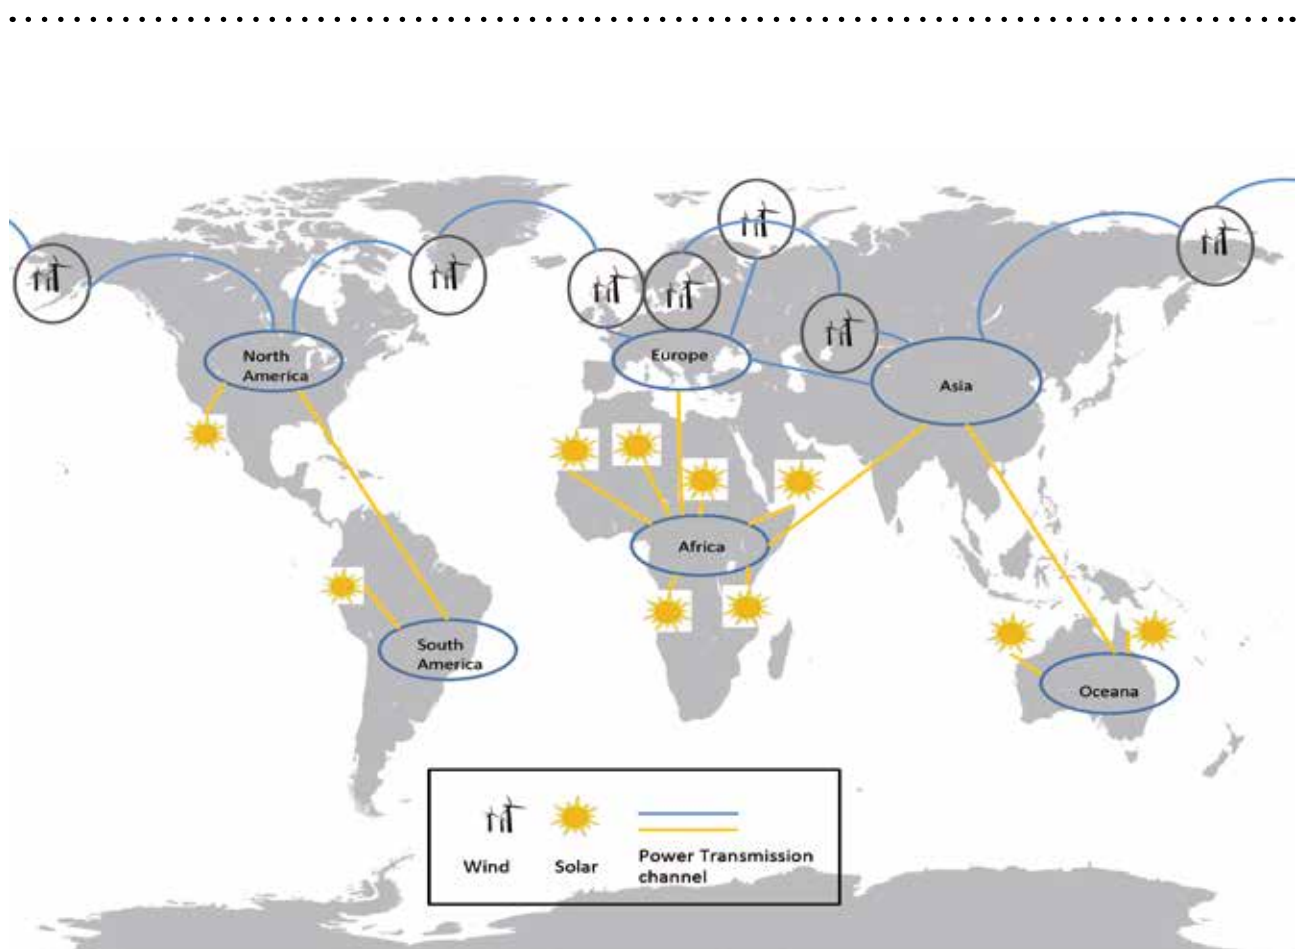 North
America
Europe
Asia
Africa
South
America
Oceana
Wind
Solar
Power Transmission
channel